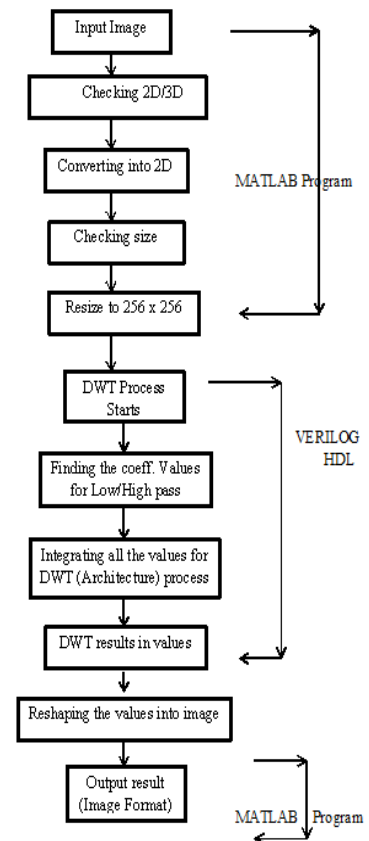 Input Image
Checking 2D/3D
Converting into 2D
MATLAB Program
Checking size
Resize to 256 x 256
DWT Process
Starts
VERILOG
HDL
Finding the coeff. Values
for Low/High pass
Integrating all the values for
DWT (Architecture) process
DWT results in values
Reshaping the values into image
Output result
(Image Format)
MATLAB Program